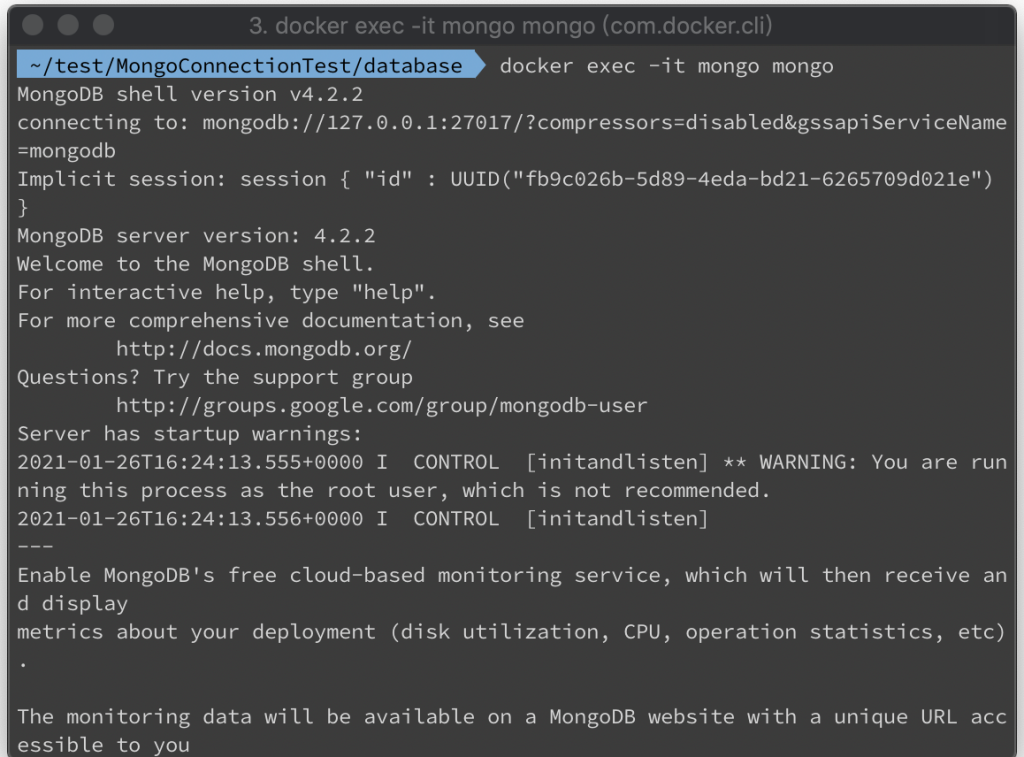 3. docker exec -it mongo mongo (com.docker.cli)
~/test/MongoConnectionTest/database docker exec -it mongo mongo
MongoDB shell version v4.2.2
connecting to: mongodb://127.0.0.1:27017/?compressors=disabled&gssapiServiceName
=mongodb
Implicit session: session { "id" : UUID("fb9c026b-5d89-4eda-bd21-6265709d021e")
}
MongoDB server version: 4.2.2
Welcome to the MongoDB shell.
For interactive help, type "help".
For more comprehensive documentation, see
http://docs.mongodb.org/
Questions? Try the support group
http://groups.google.com/group/mongodb-user
Server has startup warnings:
2021-01-26T16:24:13.555+0000 I  CONTROL  [initandlisten] ** WARNING: You are run
ning this process as the root user, which is not recommended.
2021-01-26T16:24:13.556+0000 I  CONTROL  [initandlisten]
---
Enable MongoDB's free cloud-based monitoring service, which will then receive an
d display
metrics about your deployment (disk utilization, CPU, operation statistics, etc)
.
The monitoring data will be available on a MongoDB website with a unique URL acc
essible to you